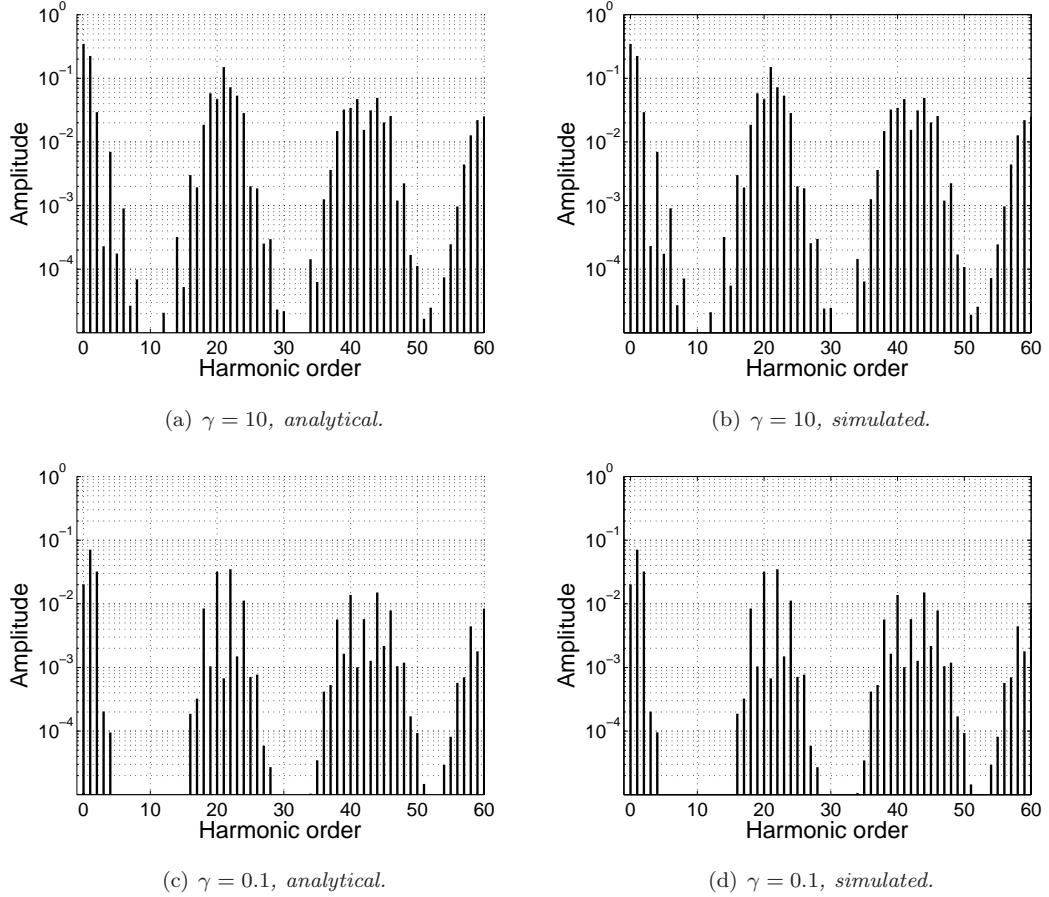 10^0
10^−1
10^−2
10^−3
10^−4
Amplitude
0 10 20 30 40 50 60
Harmonic order
(a) γ = 10, analytical.
10^0
10^−1
10^−2
10^−3
10^−4
Amplitude
0 10 20 30 40 50 60
Harmonic order
(b) γ = 10, simulated.
10^0
10^−1
10^−2
10^−3
10^−4
Amplitude
0 10 20 30 40 50 60
Harmonic order
(c) γ = 0.1, analytical.
10^0
10^−1
10^−2
10^−3
10^−4
Amplitude
0 10 20 30 40 50 60
Harmonic order
(d) γ = 0.1, simulated.